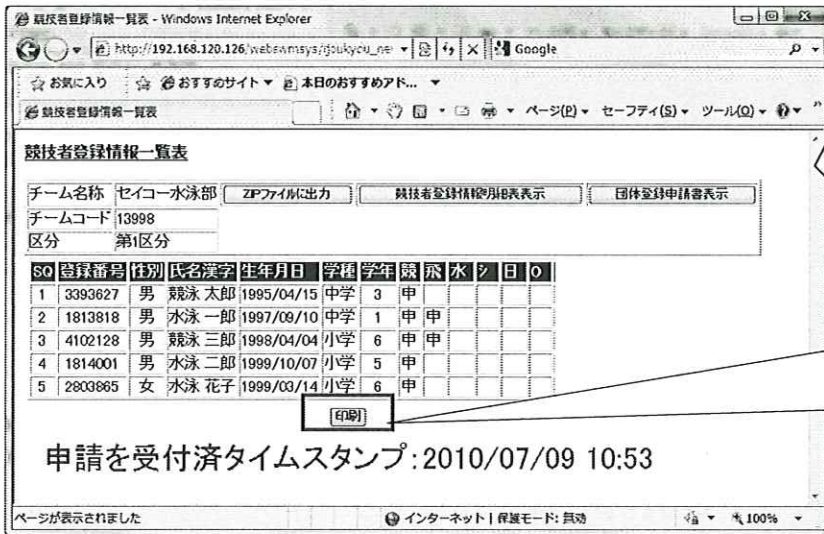 競技者登録情報一覧表 - Windows Internet Explorer
http://192.168.120.126/webswmsys/rjoukyou_ne
Google
お気に入り おすすめサイト ▼ 本日のおすすめアド... ▼
競技者登録情報一覧表 ページ(P) ▼ セーフティ(S) ▼ ツール(O) ▼
競技者登録情報一覧表
チーム名称 セイコー水泳部 ZIPファイルに出力 競技者登録情報明細表表示 団体登録申請書表示
チームコード 13998
区分 第1区分
SQ 登録番号 性別 氏名漢字 生年月日 学種 学年 競 飛 水 シ 日 O
1 3393627 男 競泳 太郎 1995/04/15 中学 3 申
2 1813818 男 水泳 一郎 1997/09/10 中学 1 申 申
3 4102128 男 競泳 三郎 1998/04/04 小学 6 申 申
4 1814001 男 水泳 二郎 1999/10/07 小学 5 申
5 2803865 女 水泳 花子 1999/03/14 小学 6 申
印刷
申請を受付済タイムスタンプ:2010/07/09 10:53
ページが表示されました インターネット | 保護モード: 無効 100% ▼